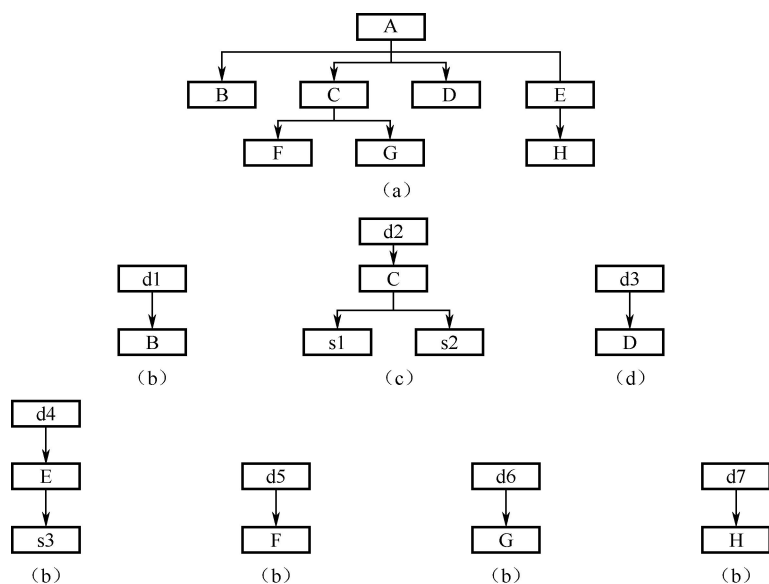 A
B C D E
F G H
（a）
d2
d1 C d3
B s1 s2 D
（b） （c） （d）
d4
E d5 d6 d7
s3 F G H
（b） （b） （b） （b）